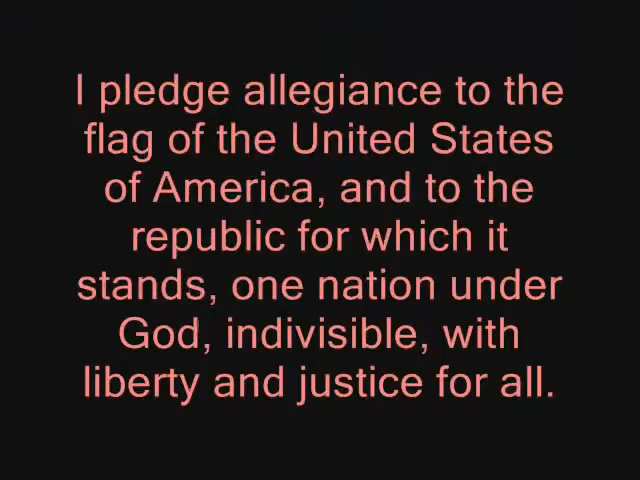 I pledge allegiance to the
flag of the United States
of America, and to the
republic for which it
stands, one nation under
God, indivisible, with
liberty and justice for all.